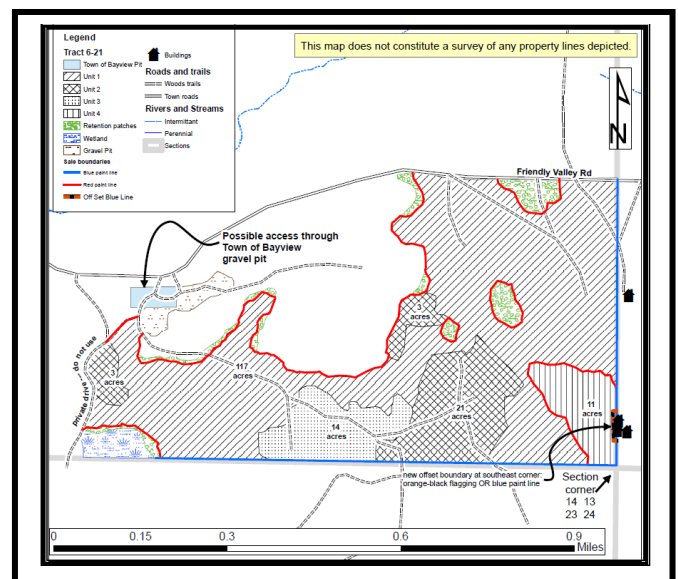 Legend
Tract 6-21
Town of Bayview Pit
Unit 1
Unit 2
Unit 3
Unit 4
Retention patches
Wetland
Gravel Pit
Sale boundaries
Blue paint line
Red paint line
Off Set Blue Line
Buildings
Roads and trails
Woods trails
Town roads
Rivers and Streams
Intermittant
Perennial
Sections
This map does not constitute a survey of any property lines depicted.
N
Friendly Valley Rd
Possible access through
Town of Bayview
gravel pit
private drive - do not use
3
acres
117
acres
5
acres
14
acres
21
acres
11
acres
new offset boundary at southeast corner:
orange-black flagging OR blue paint line
Section
corner
14 13
23 24
0 0.15 0.3 0.6 0.9
Miles